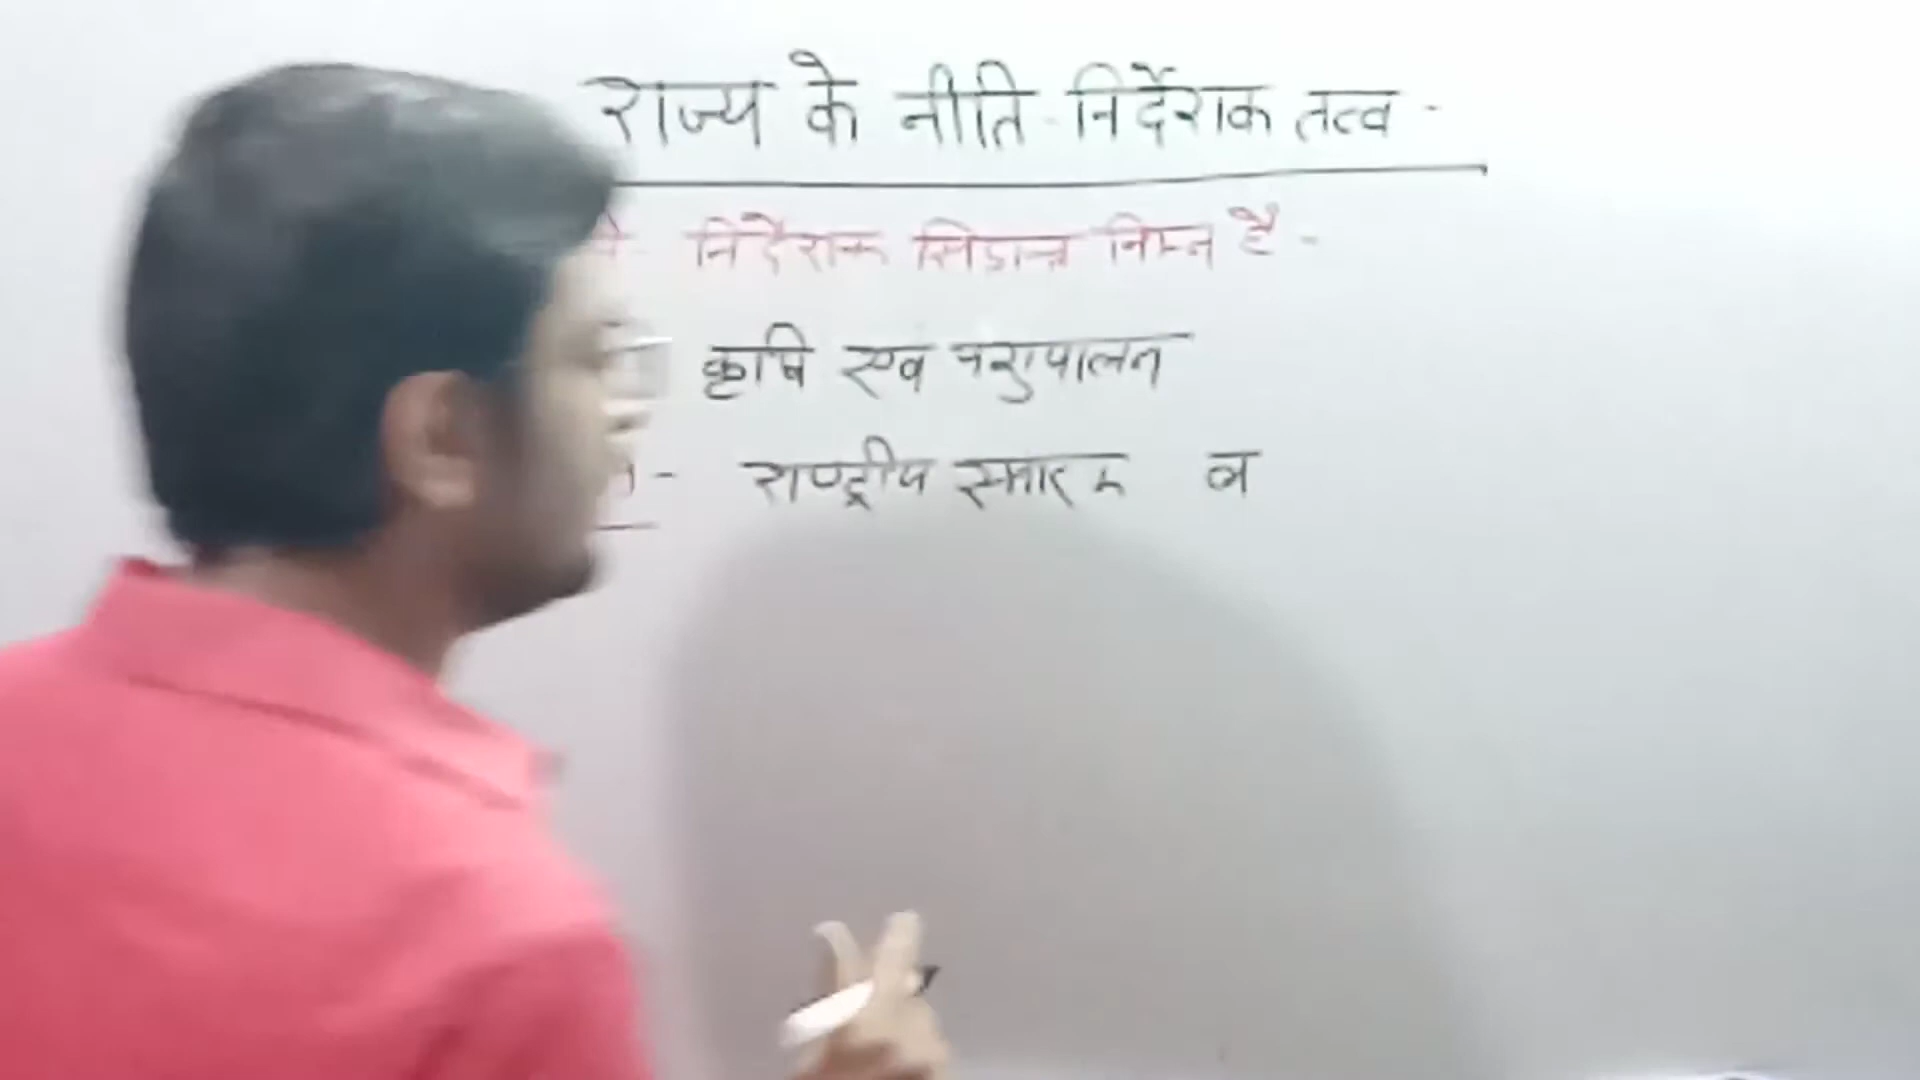 राज्य के नीति-निर्देशक तत्व -
निर्देशक सिद्धान्त निम्न है -
कृषि एव पशुपालन
- राष्ट्रीय स्मारक व